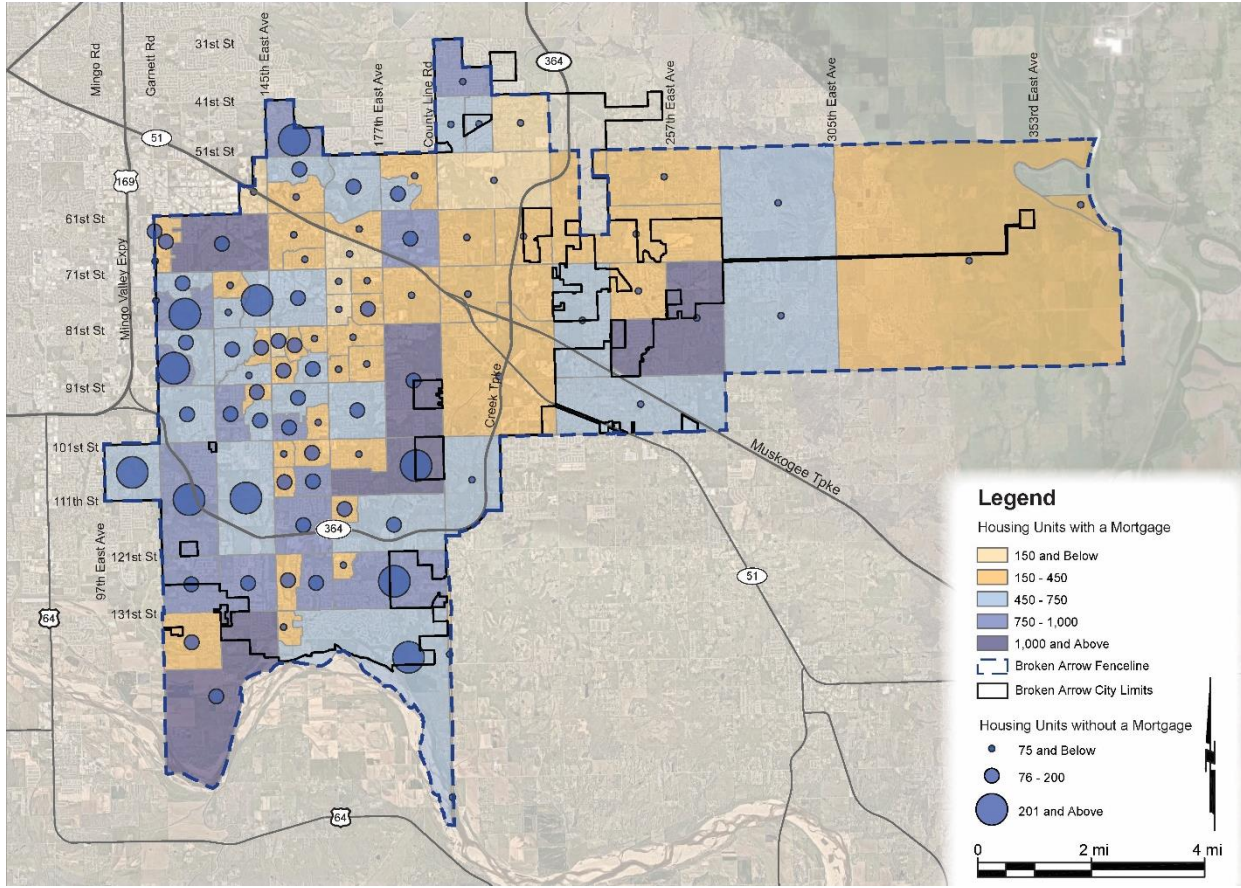 31st St
41st St
51st St
61st St
71st St
81st St
91st St
101st St
111th St
121st St
131st St
Mingo Rd
Garnett Rd
145th East Ave
177th East Ave
County Line Rd
257th East Ave
305th East Ave
353rd East Ave
Mingo Valley Expy
97th East Ave
Creek Tpke
Muskogee Tpke
51
169
364
364
51
64
64
Legend
Housing Units with a Mortgage
150 and Below
150 - 450
450 - 750
750 - 1,000
1,000 and Above
Broken Arrow Fenceline
Broken Arrow City Limits
Housing Units without a Mortgage
75 and Below
76 - 200
201 and Above
0 2 mi 4 mi